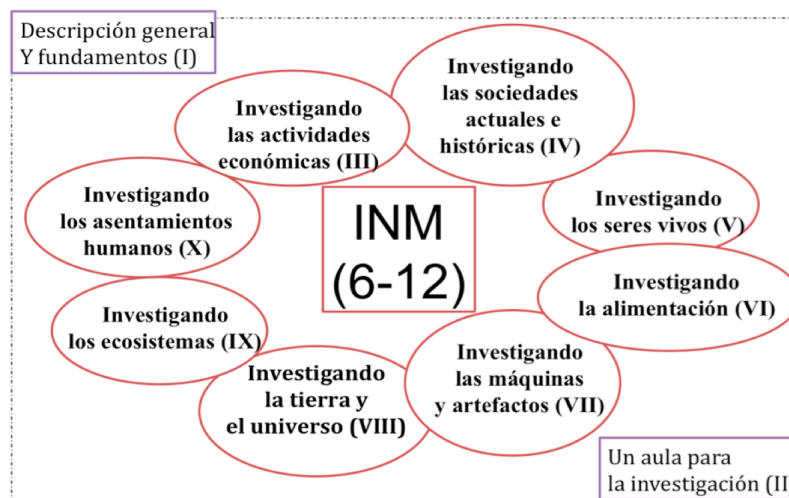 Descripción general
Y fundamentos (I)
Investigando
las sociedades
actuales e
históricas (IV)
Investigando
las actividades
económicas (III)
Investigando
los asentamientos
humanos (X)
INM
(6-12)
Investigando
los seres vivos (V)
Investigando
la alimentación (VI)
Investigando
los ecosistemas (IX)
Investigando
las máquinas
y artefactos (VII)
Investigando
la tierra y
el universo (VIII)
Un aula para
la investigación (II)